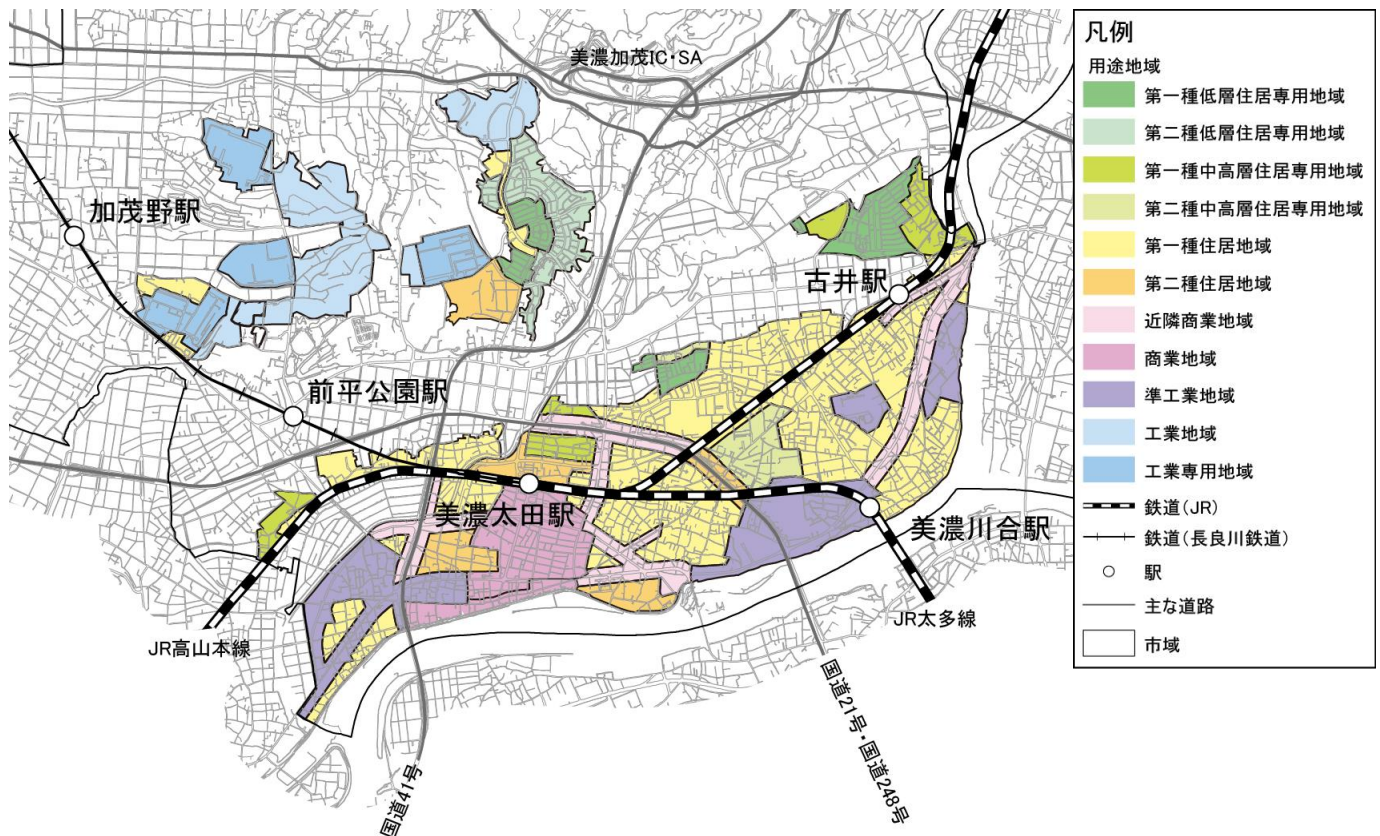 美濃加茂IC・SA
加茂野駅
古井駅
前平公園駅
美濃太田駅
美濃川合駅
JR高山本線
JR太多線
国道41号
国道21号・国道248号
凡例
用途地域
第一種低層住居専用地域
第二種低層住居専用地域
第一種中高層住居専用地域
第二種中高層住居専用地域
第一種住居地域
第二種住居地域
近隣商業地域
商業地域
準工業地域
工業地域
工業専用地域
鉄道(JR)
鉄道(長良川鉄道)
駅
主な道路
市域